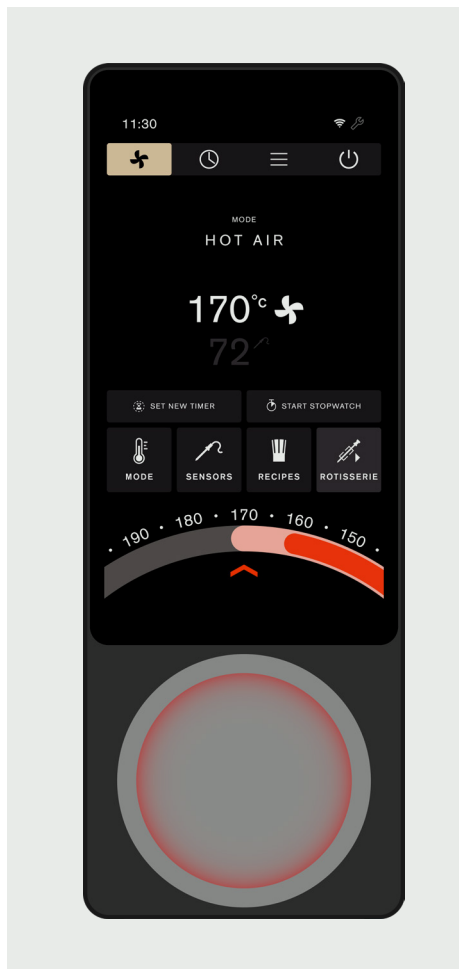 11:30
MODE
HOT AIR
170°c
72
SET NEW TIMER
START STOPWATCH
MODE
SENSORS
RECIPES
ROTISSERIE
· 190 · 180 · 170 · 160 · 150 ·